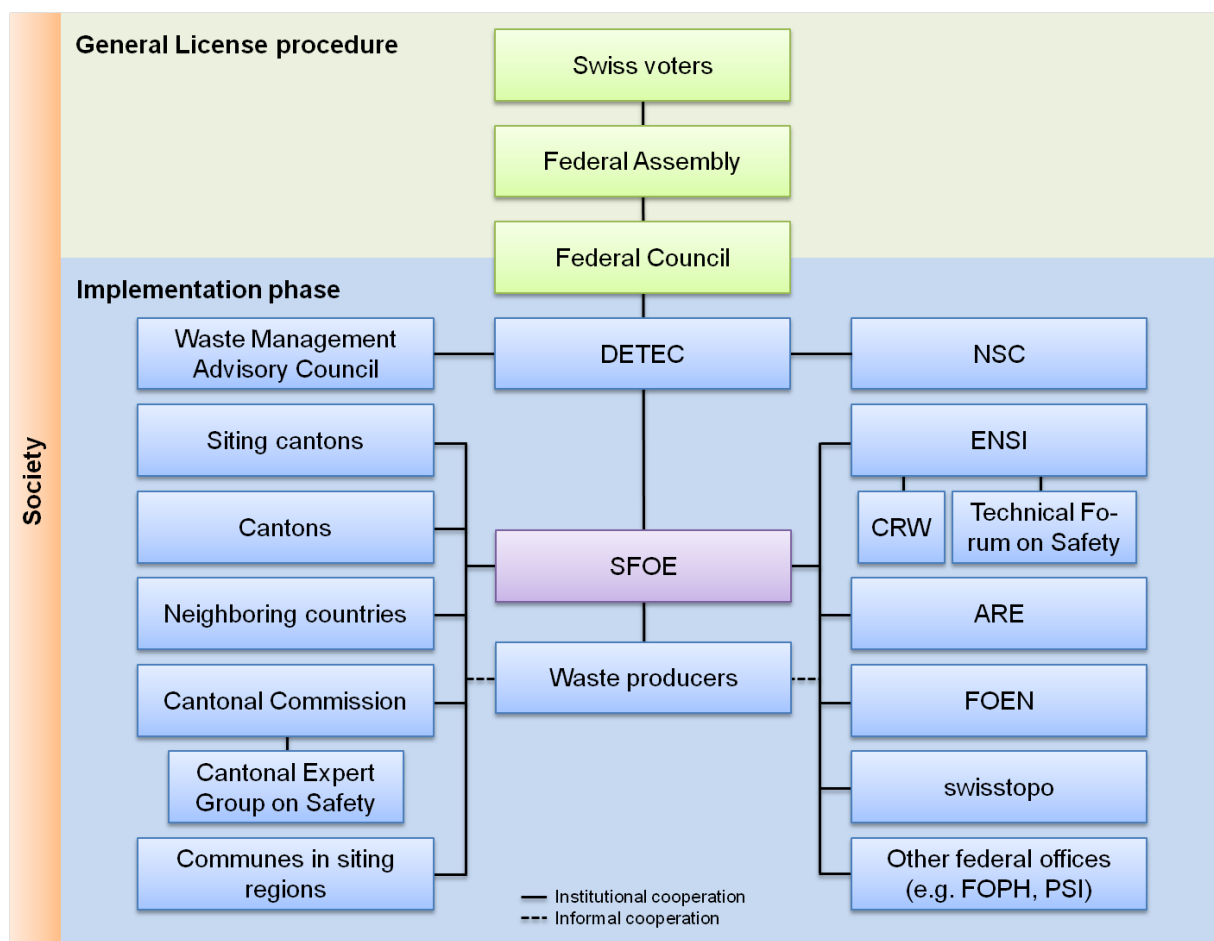 General License procedure
Swiss voters
Federal Assembly
Federal Council
Implementation phase
Waste Management
Advisory Council
DETEC
NSC
Siting cantons
ENSI
Cantons
CRW
Technical Fo-
rum on Safety
SFOE
Neighboring countries
ARE
Waste producers
Cantonal Commission
FOEN
Cantonal Expert
Group on Safety
swisstopo
Communes in siting
regions
Other federal offices
(e.g. FOPH, PSI)
Institutional cooperation
Informal cooperation
Society